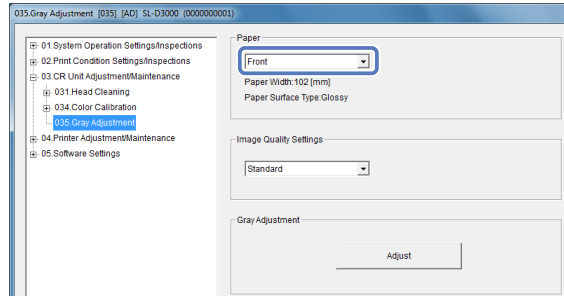 035.Gray Adjustment [035] [AD] SL-D3000 (0000000001)
01.System Operation Settings/Inspections
02.Print Condition Settings/Inspections
03.CR Unit Adjustment/Maintenance
031.Head Cleaning
034.Color Calibration
035.Gray Adjustment
04.Printer Adjustment/Maintenance
05.Software Settings
Paper
Front
Paper Width:102 [mm]
Paper Surface Type:Glossy
Image Quality Settings
Standard
Gray Adjustment
Adjust